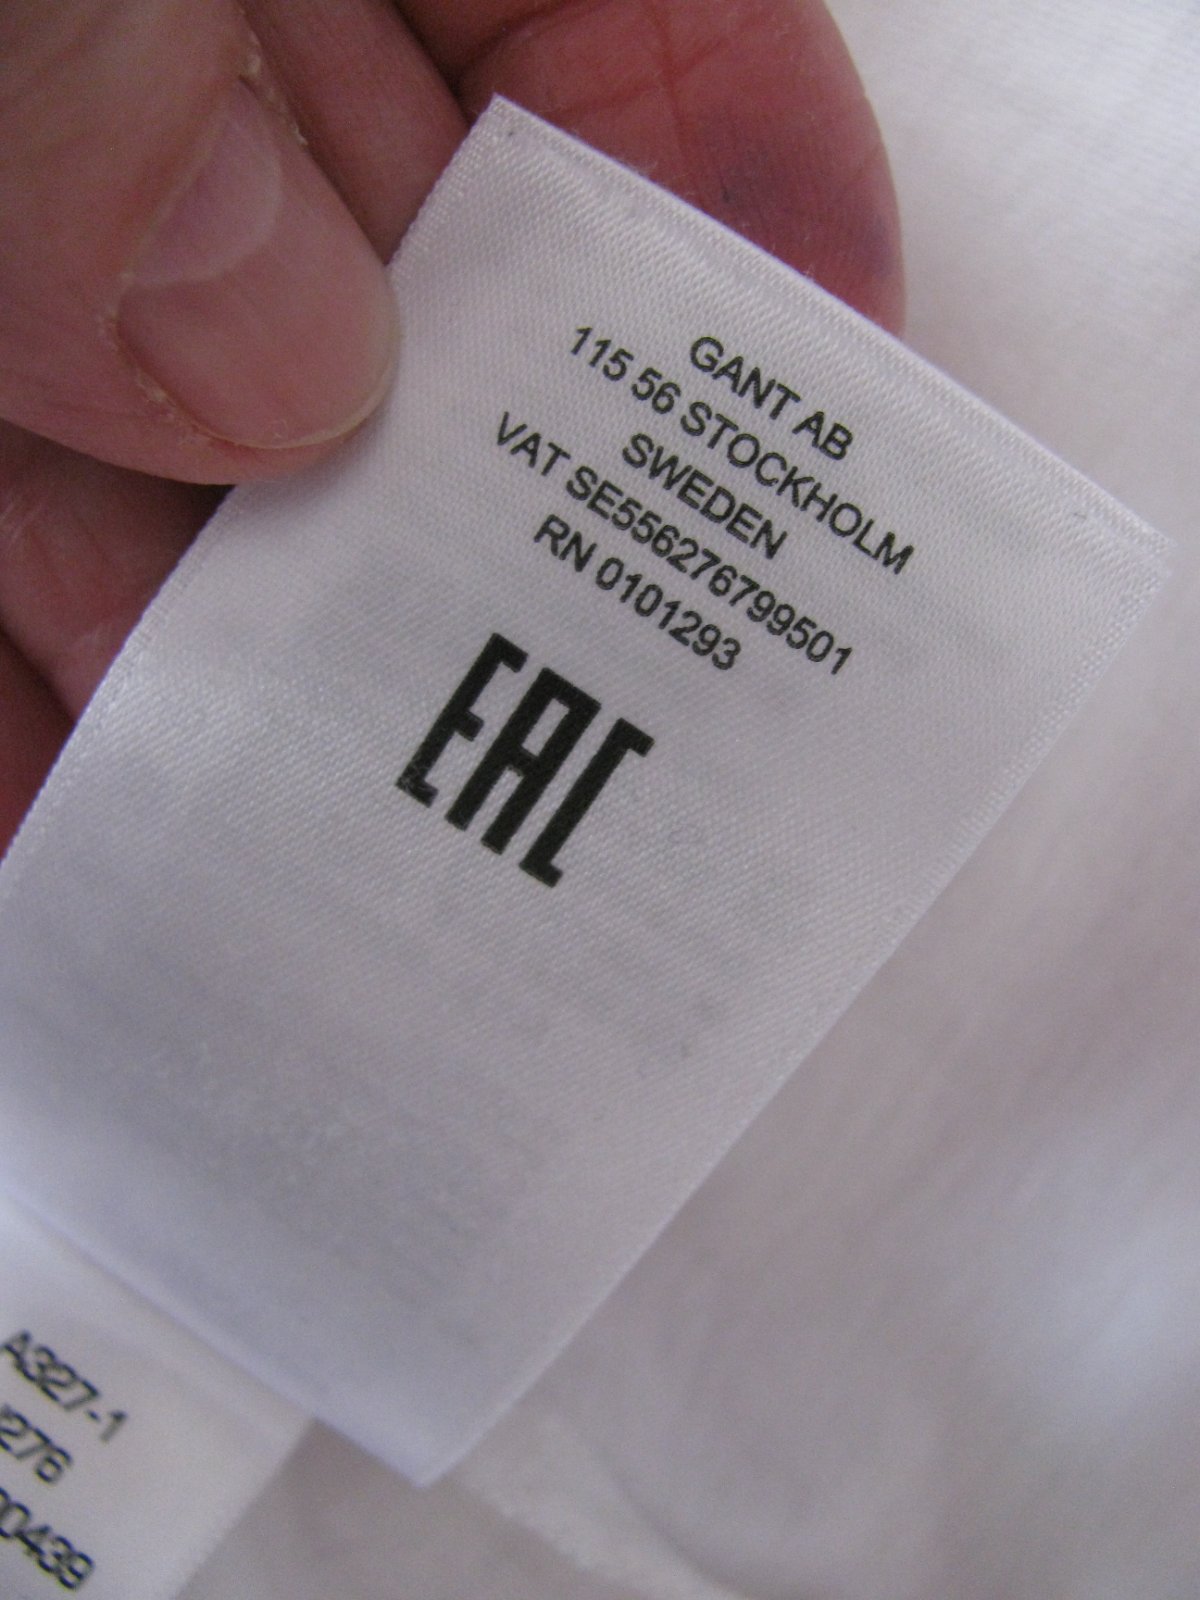 GANT AB
115 56 STOCKHOLM
SWEDEN
VAT SE556276799501
RN 0101293
EAC
A327-1
276
00439